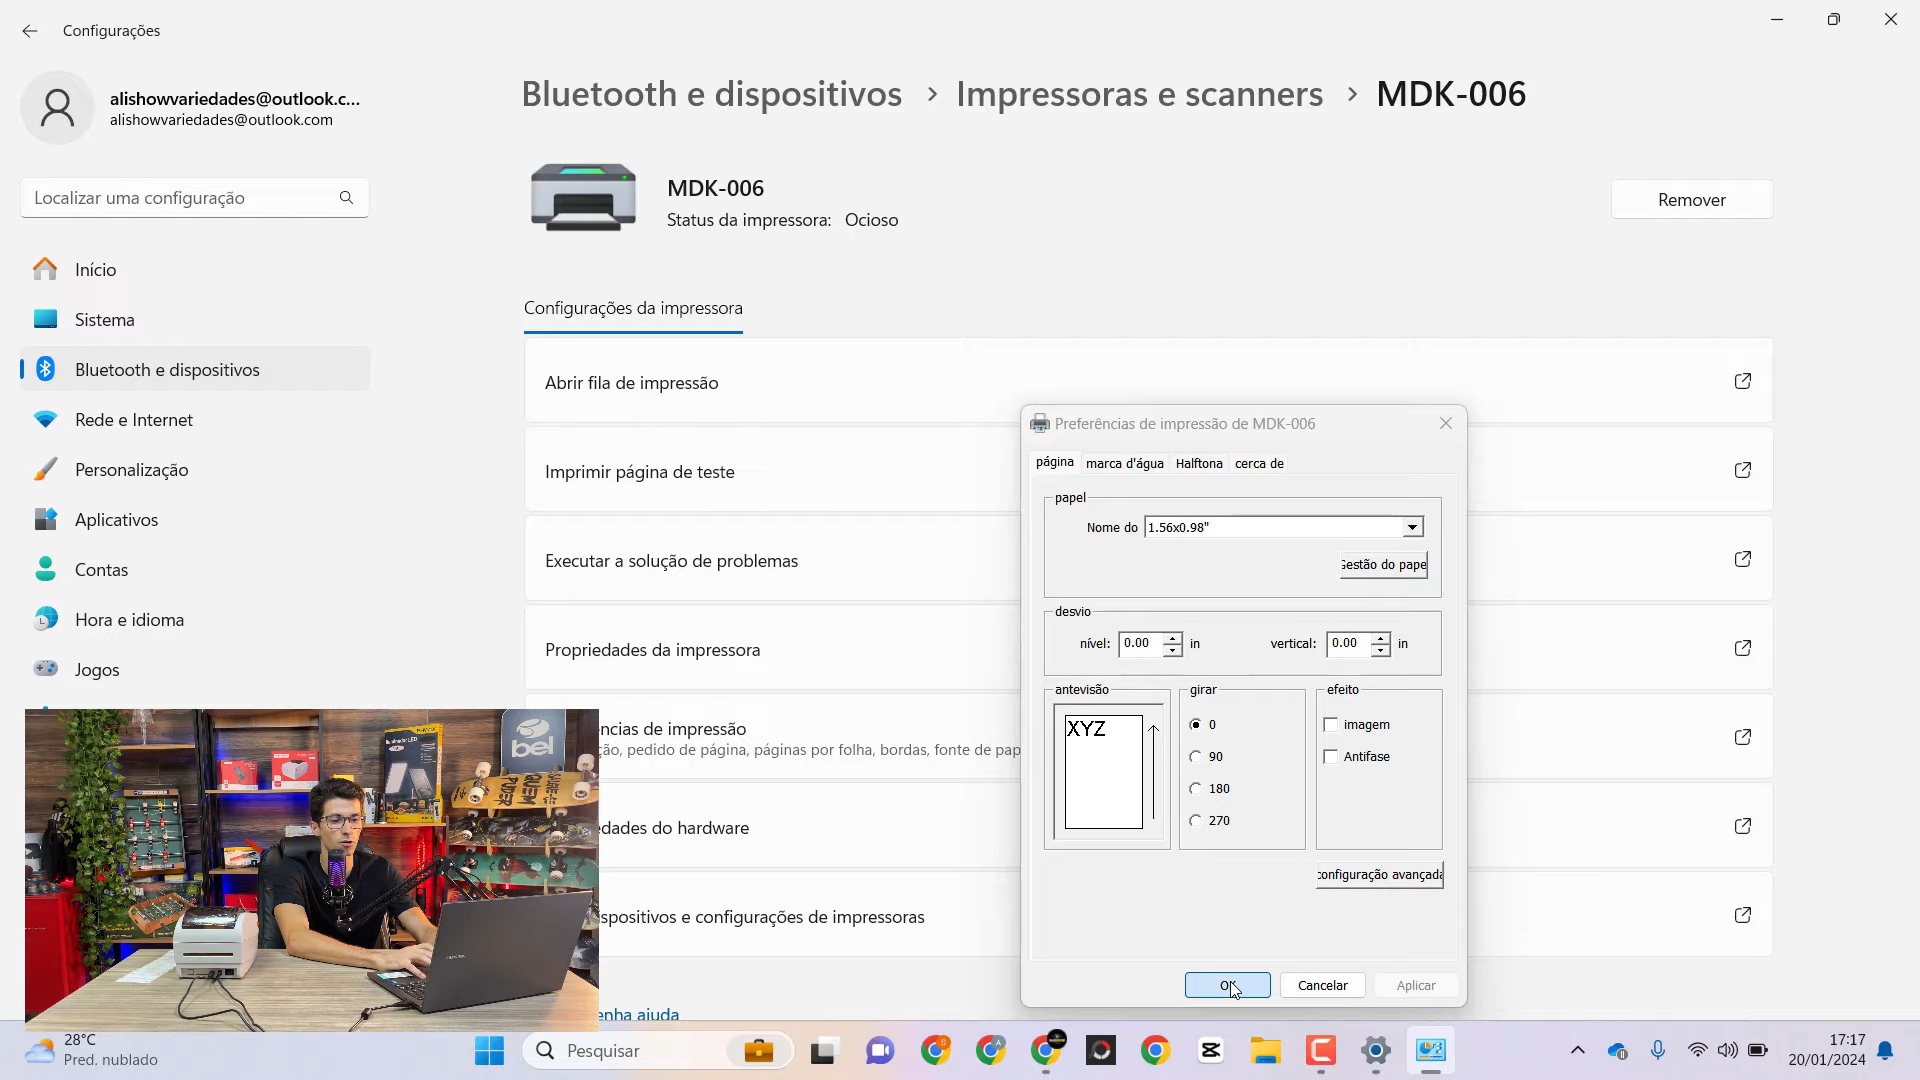 Configurações
alishowvariedades@outlook.c...
alishowvariedades@outlook.com
Localizar uma configuração
Início
Sistema
Bluetooth e dispositivos
Rede e Internet
Personalização
Aplicativos
Contas
Hora e idioma
Jogos
Bluetooth e dispositivos > Impressoras e scanners > MDK-006
MDK-006
Status da impressora: Ocioso
Remover
Configurações da impressora
Abrir fila de impressão
Imprimir página de teste
Executar a solução de problemas
Propriedades da impressora
ncias de impressão
ção, pedido de página, páginas por folha, bordas, fonte de pap
edades do hardware
spositivos e configurações de impressoras
enha ajuda
Preferências de impressão de MDK-006
página
marca d'água
Halftona
cerca de
papel
Nome do 1.56x0.98"
Gestão do pape
desvio
nível: 0.00 in
vertical: 0.00 in
antevisão
XYZ
girar
0
90
180
270
efeito
imagem
Antifase
configuração avançada
OK
Cancelar
Aplicar
bel
28°C
Pred. nublado
Pesquisar
S
A
17:17
20/01/2024